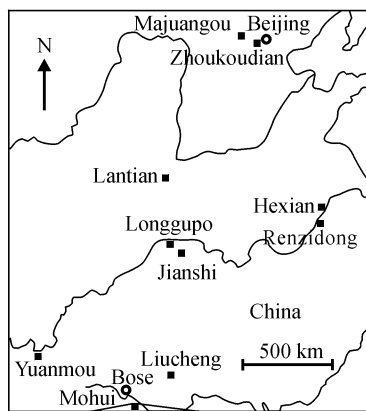 Majuangou Beijing
N
Zhoukoudian
Lantian
Hexian
Longgupo
Renzidong
Jianshi
China
500 km
Liucheng
Yuanmou
Bose
Mohui